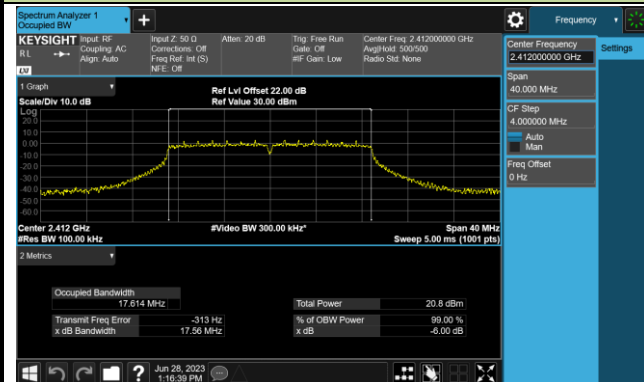 Spectrum Analyzer 1
Occupied BW
+
Frequency
KEYSIGHT
RL
LXI
Input: RF
Coupling: AC
Align: Auto
Input Z: 50 Ω
Corrections: Off
Freq Ref: Int (S)
NFE: Off
Atten: 20 dB
Trig: Free Run
Gate: Off
#IF Gain: Low
Center Freq: 2.412000000 GHz
Avg|Hold: 500/500
Radio Std: None
Center Frequency
2.412000000 GHz
Settings
Span
40.000 MHz
CF Step
4.000000 MHz
Auto
Man
Freq Offset
0 Hz
1 Graph
Scale/Div 10.0 dB
Ref Lvl Offset 22.00 dB
Ref Value 30.00 dBm
Log
20.0
10.0
0.00
-10.0
-20.0
-30.0
-40.0
-50.0
-60.0
Center 2.412 GHz
#Res BW 100.00 kHz
#Video BW 300.00 kHz*
Span 40 MHz
Sweep 5.00 ms (1001 pts)
2 Metrics
Occupied Bandwidth
17.614 MHz
Total Power 20.8 dBm
Transmit Freq Error -313 Hz
% of OBW Power 99.00 %
x dB Bandwidth 17.56 MHz
x dB -6.00 dB
?
Jun 28, 2023
1:16:39 PM